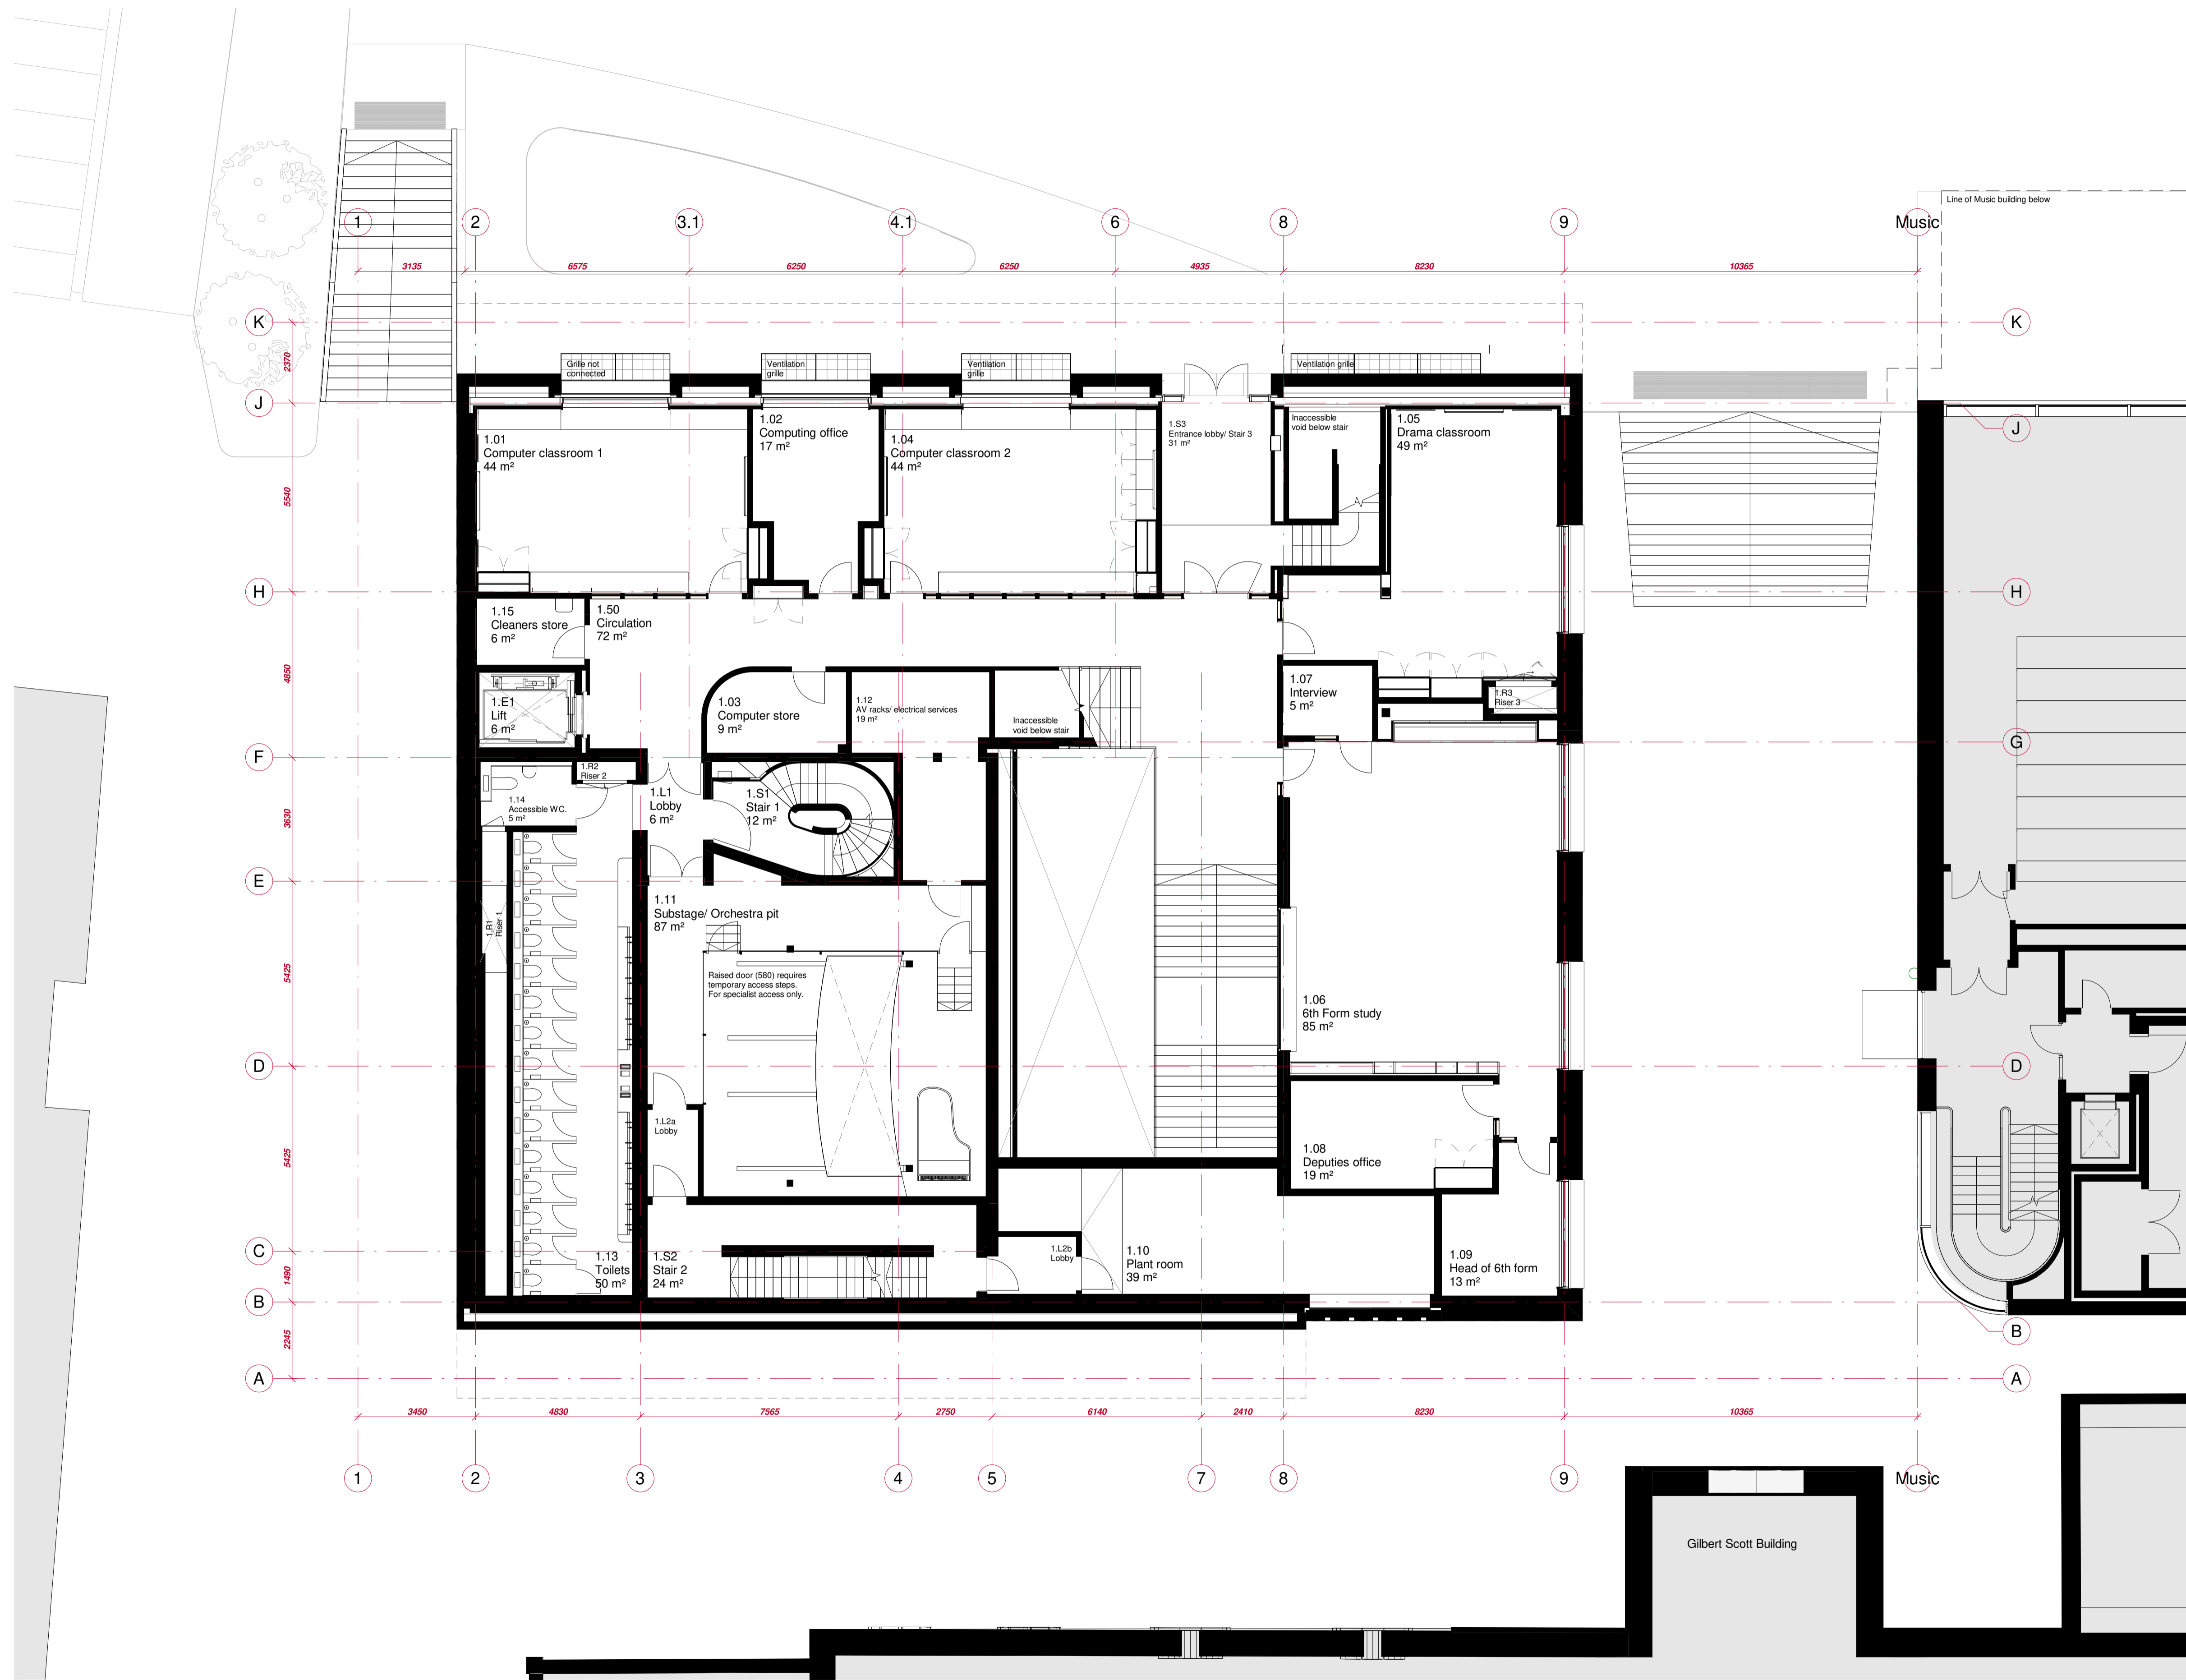 Line of Music building below
1
2
3.1
4.1
6
8
9
Music
3135
6575
6250
6250
4935
8230
10365
K
K
2370
Grille not
connected
Ventilation
grille
Ventilation
grille
Ventilation grille
J
J
5540
1.01
Computer classroom 1
44 m²
1.02
Computing office
17 m²
1.04
Computer classroom 2
44 m²
1.S3
Entrance lobby/ Stair 3
31 m²
Inaccessible
void below stair
1.05
Drama classroom
49 m²
H
H
1.15
Cleaners store
6 m²
1.50
Circulation
72 m²
4850
1.E1
Lift
6 m²
1.03
Computer store
9 m²
1.12
AV racks/ electrical services
19 m²
Inaccessible
void below stair
1.07
Interview
5 m²
1.R3
Riser 3
F
G
1.R2
Riser 2
3630
1.14
Accessible WC.
5 m²
1.L1
Lobby
6 m²
1.S1
Stair 1
12 m²
E
1.11
Substage/ Orchestra pit
87 m²
1.R1
Riser 1
5425
Raised door (580) requires
temporary access steps.
For specialist access only.
1.06
6th Form study
85 m²
D
D
5425
1.L2a
Lobby
1.08
Deputies office
19 m²
C
1.13
Toilets
50 m²
1.S2
Stair 2
24 m²
1.L2b
Lobby
1.10
Plant room
39 m²
1.09
Head of 6th form
13 m²
1490
B
B
2245
A
A
3450
4830
7565
2750
6140
2410
8230
10365
1
2
3
4
5
7
8
9
Music
Gilbert Scott Building